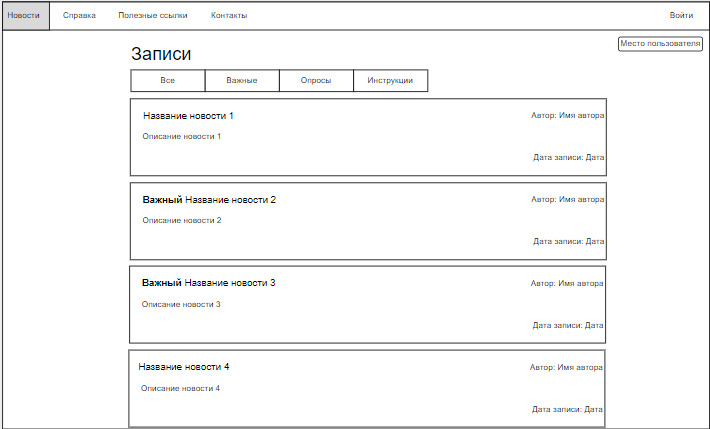 Новости Справка Полезные ссылки Контакты Войти
Место пользователя
Записи
Все Важные Опросы Инструкции
Название новости 1 Автор: Имя автора
Описание новости 1
Дата записи: Дата
Важный Название новости 2 Автор: Имя автора
Описание новости 2
Дата записи: Дата
Важный Название новости 3 Автор: Имя автора
Описание новости 3
Дата записи: Дата
Название новости 4 Автор: Имя автора
Описание новости 4
Дата записи: Дата